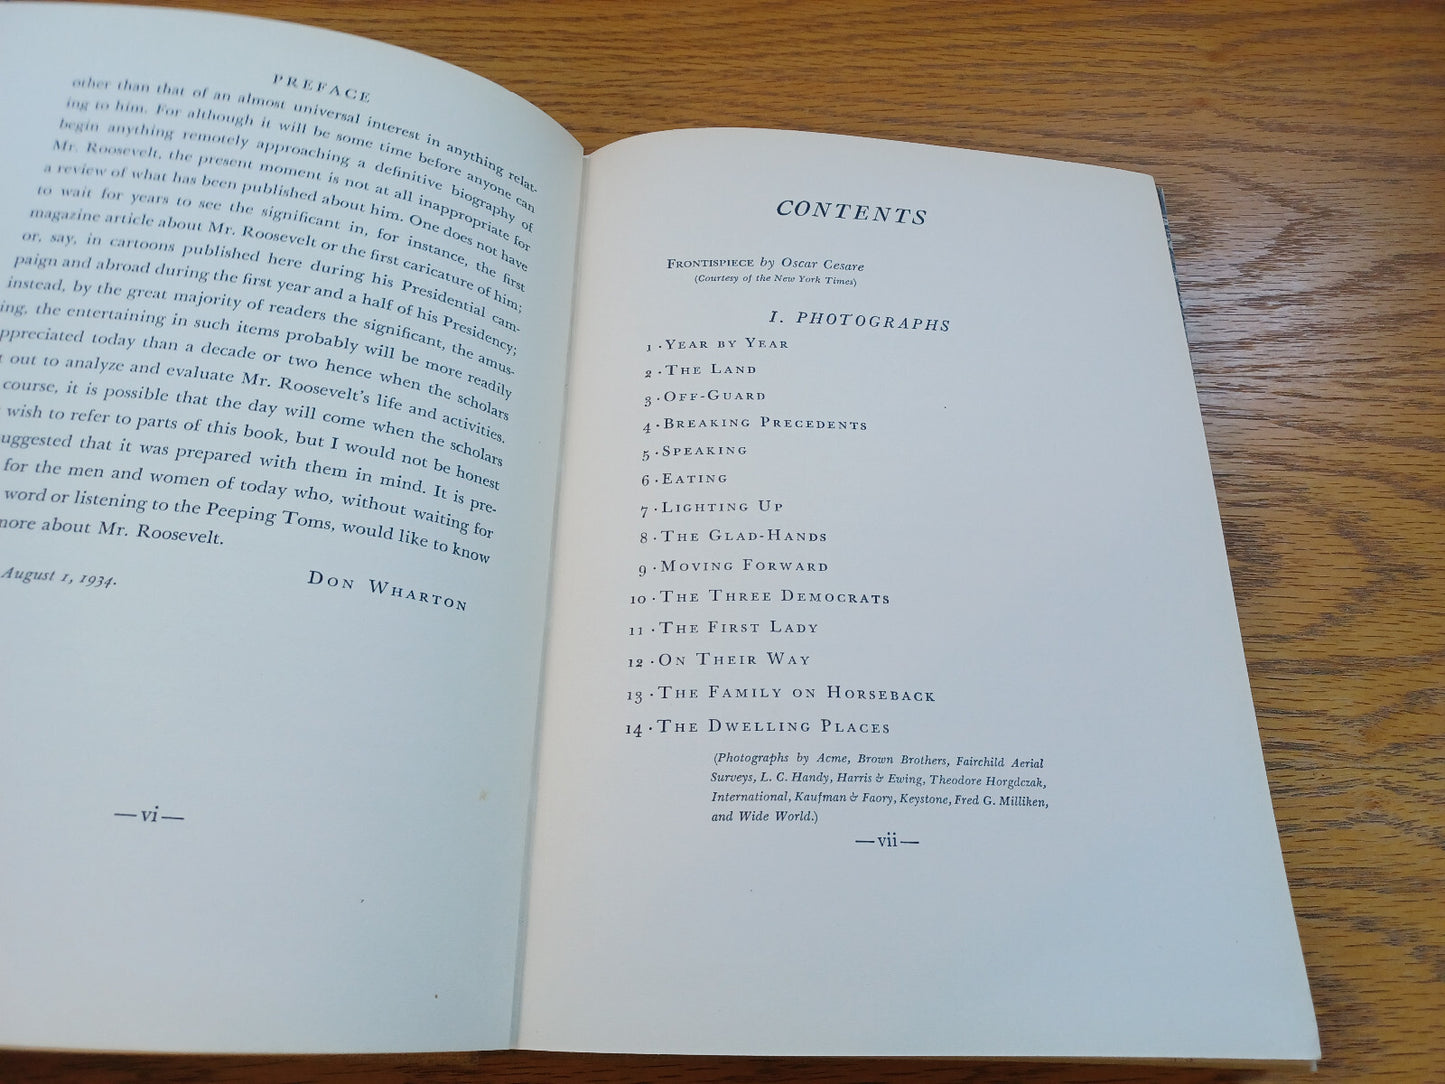 PREFACE
other than that of an almost universal interest in anything relat-
ing to him. For although it will be some time before anyone can
begin anything remotely approaching a definitive biography of
Mr. Roosevelt, the present moment is not at all inappropriate for
a review of what has been published about him. One does not have
to wait for years to see the significant in, for instance, the first
magazine article about Mr. Roosevelt or the first caricature of him;
or, say, in cartoons published here during his Presidential cam-
paign and abroad during the first year and a half of his Presidency;
instead, by the great majority of readers the significant, the amus-
ing, the entertaining in such items probably will be more readily
ppreciated today than a decade or two hence when the scholars
out to analyze and evaluate Mr. Roosevelt's life and activities.
course, it is possible that the day will come when the scholars
wish to refer to parts of this book, but I would not be honest
uggested that it was prepared with them in mind. It is pre-
for the men and women of today who, without waiting for
word or listening to the Peeping Toms, would like to know
more about Mr. Roosevelt.
DON WHARTON
August 1, 1934.
—vi—
CONTENTS
FRONTISPIECE by Oscar Cesare
(Courtesy of the New York Times)
I. PHOTOGRAPHS
1 · YEAR BY YEAR
2 · THE LAND
3 · OFF-GUARD
4 · BREAKING PRECEDENTS
5 · SPEAKING
6 · EATING
7 · LIGHTING UP
8 · THE GLAD-HANDS
9 · MOVING FORWARD
10 · THE THREE DEMOCRATS
11 · THE FIRST LADY
12 · ON THEIR WAY
13 · THE FAMILY ON HORSEBACK
14 · THE DWELLING PLACES
(Photographs by Acme, Brown Brothers, Fairchild Aerial
Surveys, L. C. Handy, Harris & Ewing, Theodore Horgdczak,
International, Kaufman & Faory, Keystone, Fred G. Milliken,
and Wide World.)
—vii—